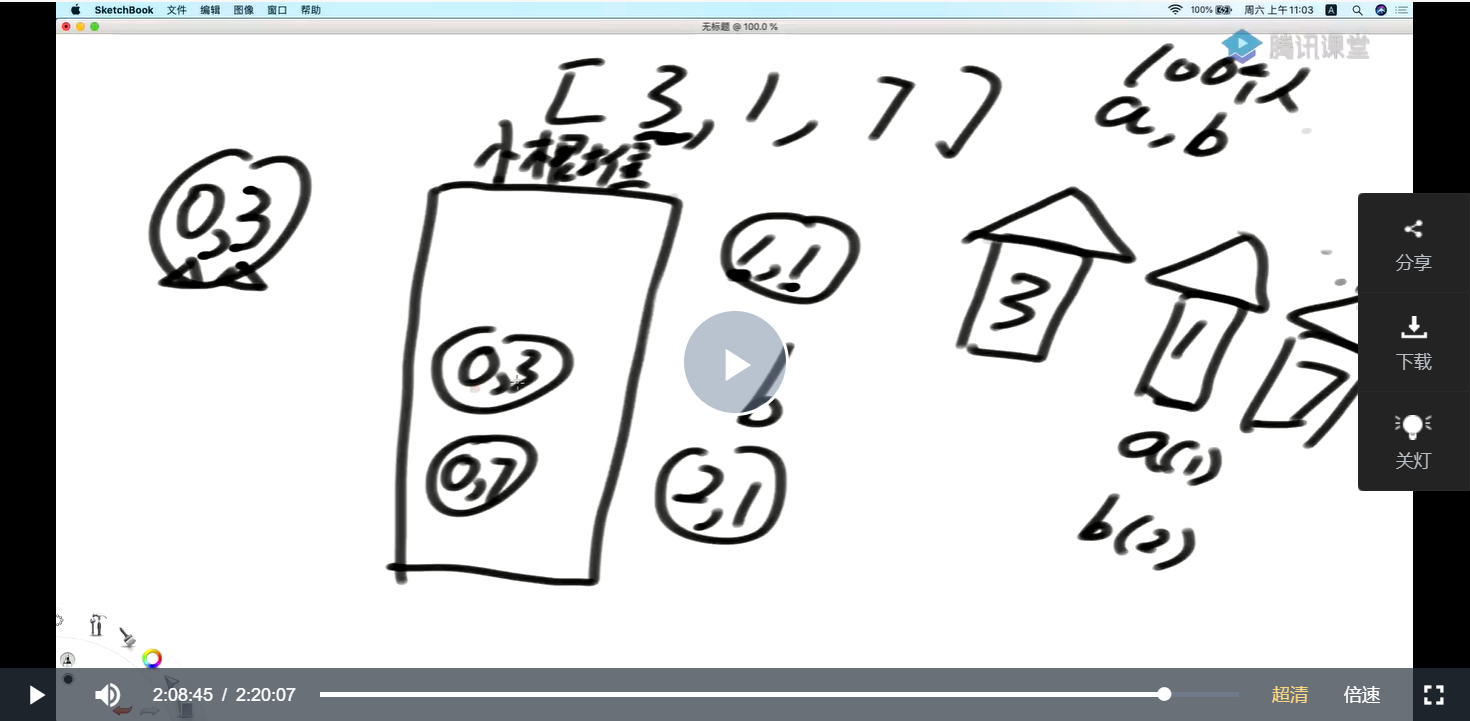 SketchBook 文件 编辑 图像 窗口 帮助 100% 周六上午11:03 A
无标题 @ 100.0 %
腾讯课堂
[ 3, 1, 7 ]
100个人
a, b
小根堆
0,3
1,1
3
1
7
0,3
b
0,7
2,1
a(1)
b(2)
分享
下载
关灯
2:08:45 / 2:20:07
超清 倍速